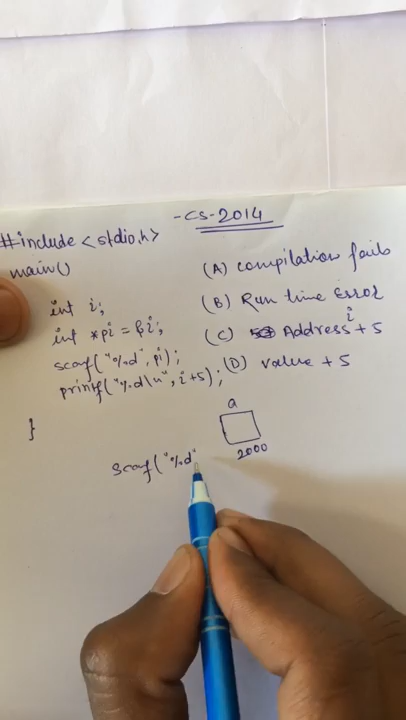 -CS-2014
#include <stdio.h>
main()
int i;
int *pi = &i;
scanf("%d", pi);
printf("%d\n", i+5);
}
(A) compilation fails
(B) Run time Error
(C) Address i + 5
(D) value + 5
a
2000
scanf("%d"